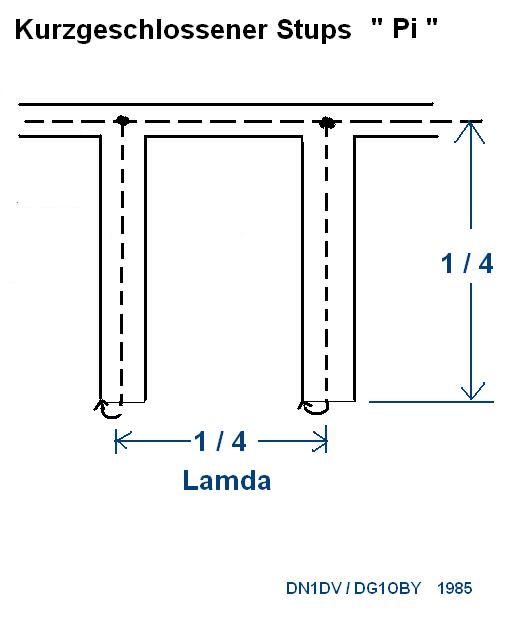 Kurzgeschlossener Stups " Pi "
1 / 4
1 / 4
Lamda
DN1DV / DG1OBY 1985